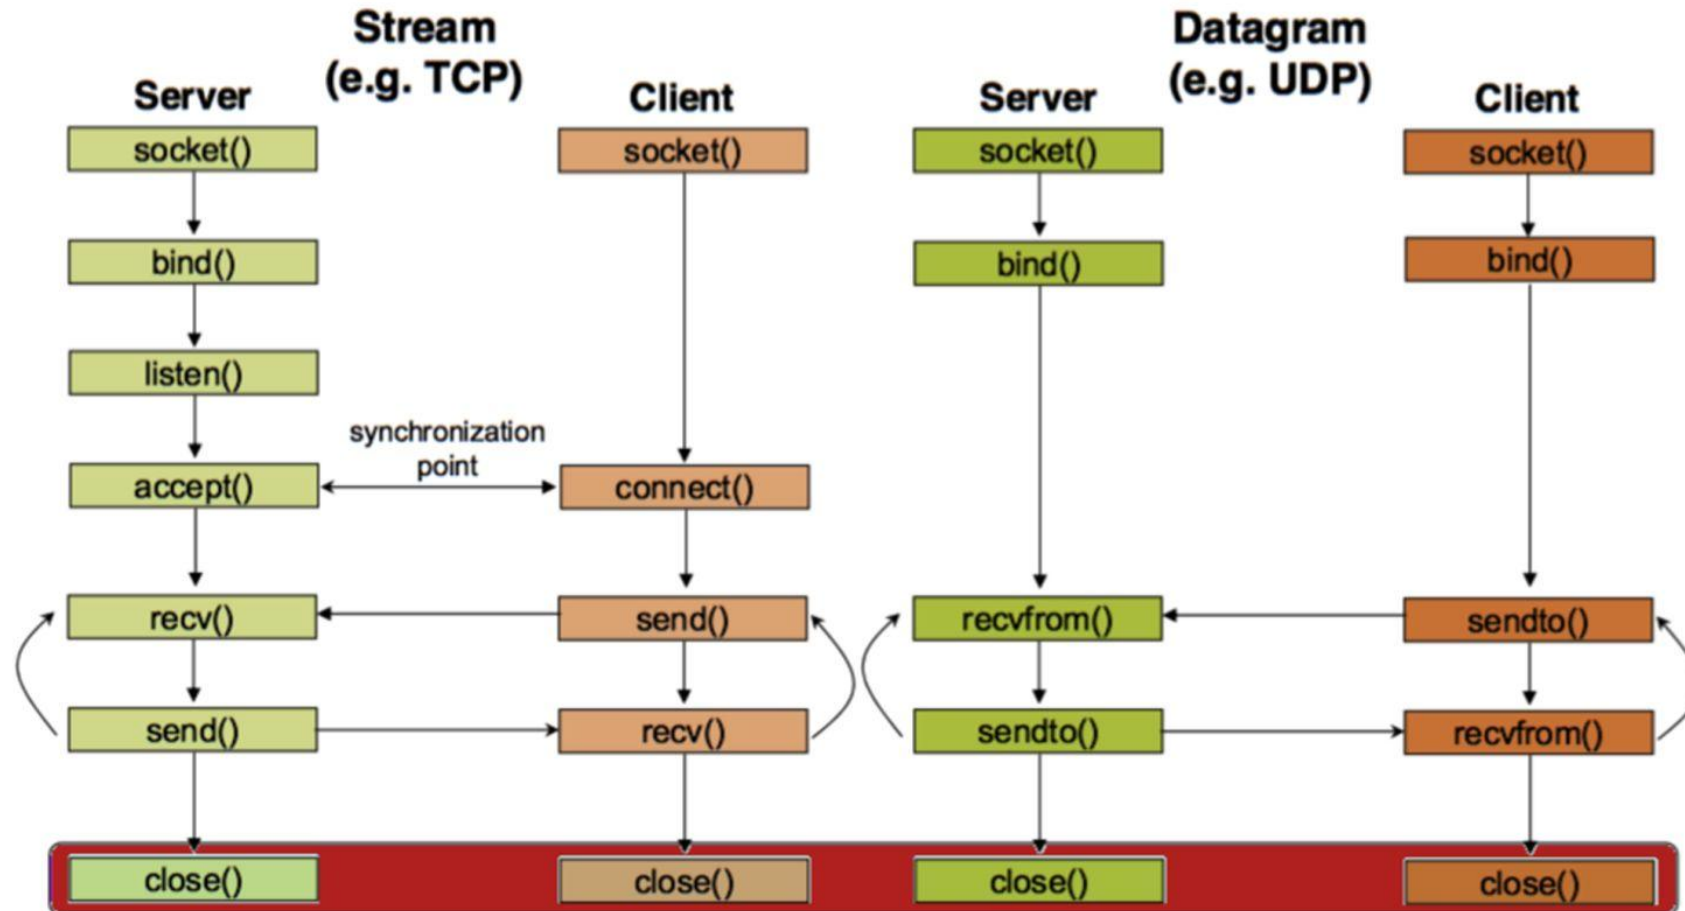 Stream
(e.g. TCP)
Server
Client
socket()
socket()
bind()
listen()
synchronization
point
accept()
connect()
recv()
send()
send()
recv()
close()
close()
Datagram
(e.g. UDP)
Server
Client
socket()
socket()
bind()
bind()
recvfrom()
sendto()
sendto()
recvfrom()
close()
close()